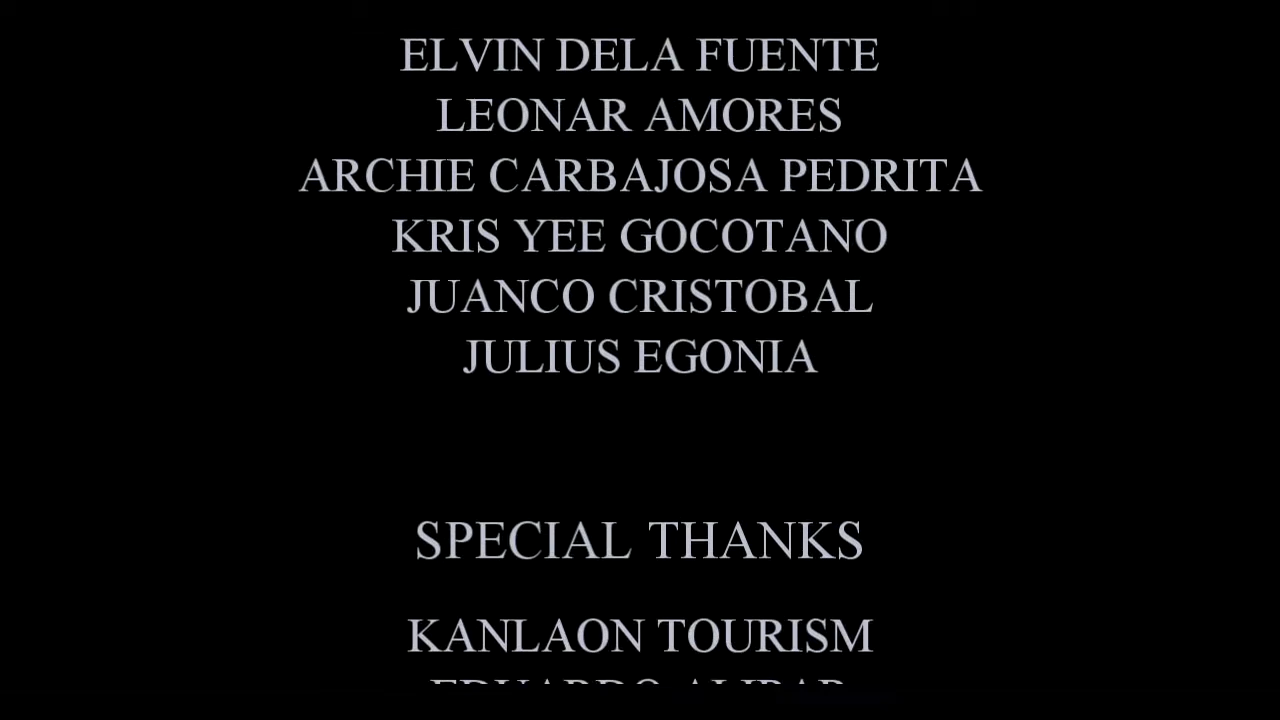 ELVIN DELA FUENTE
LEONAR AMORES
ARCHIE CARBAJOSA PEDRITA
KRIS YEE GOCOTANO
JUANCO CRISTOBAL
JULIUS EGONIA
SPECIAL THANKS
KANLAON TOURISM
EDUARDO